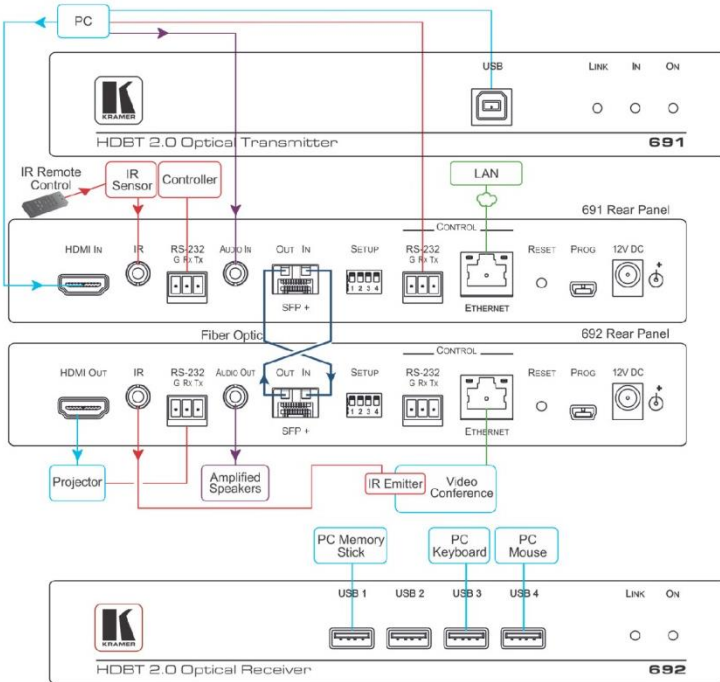 PC
USB
LINK IN ON
K
KRAMER
HDBT 2.0 Optical Transmitter
691
IR Remote
Control
IR
Sensor
Controller
LAN
691 Rear Panel
CONTROL
HDMI IN
IR
RS-232
G Rx Tx
AUDIO IN
OUT IN
SETUP
RS-232
G Rx Tx
RESET
PROG
12V DC
+
1 2 3 4
SFP +
ETHERNET
Fiber Optic
692 Rear Panel
CONTROL
HDMI OUT
IR
RS-232
G Rx Tx
AUDIO OUT
OUT IN
SETUP
RS-232
G Rx Tx
RESET
PROG
12V DC
+
1 2 3 4
SFP +
ETHERNET
Projector
Amplified
Speakers
IR Emitter
Video
Conference
PC Memory
Stick
PC
Keyboard
PC
Mouse
USB 1
USB 2
USB 3
USB 4
LINK ON
K
KRAMER
HDBT 2.0 Optical Receiver
692